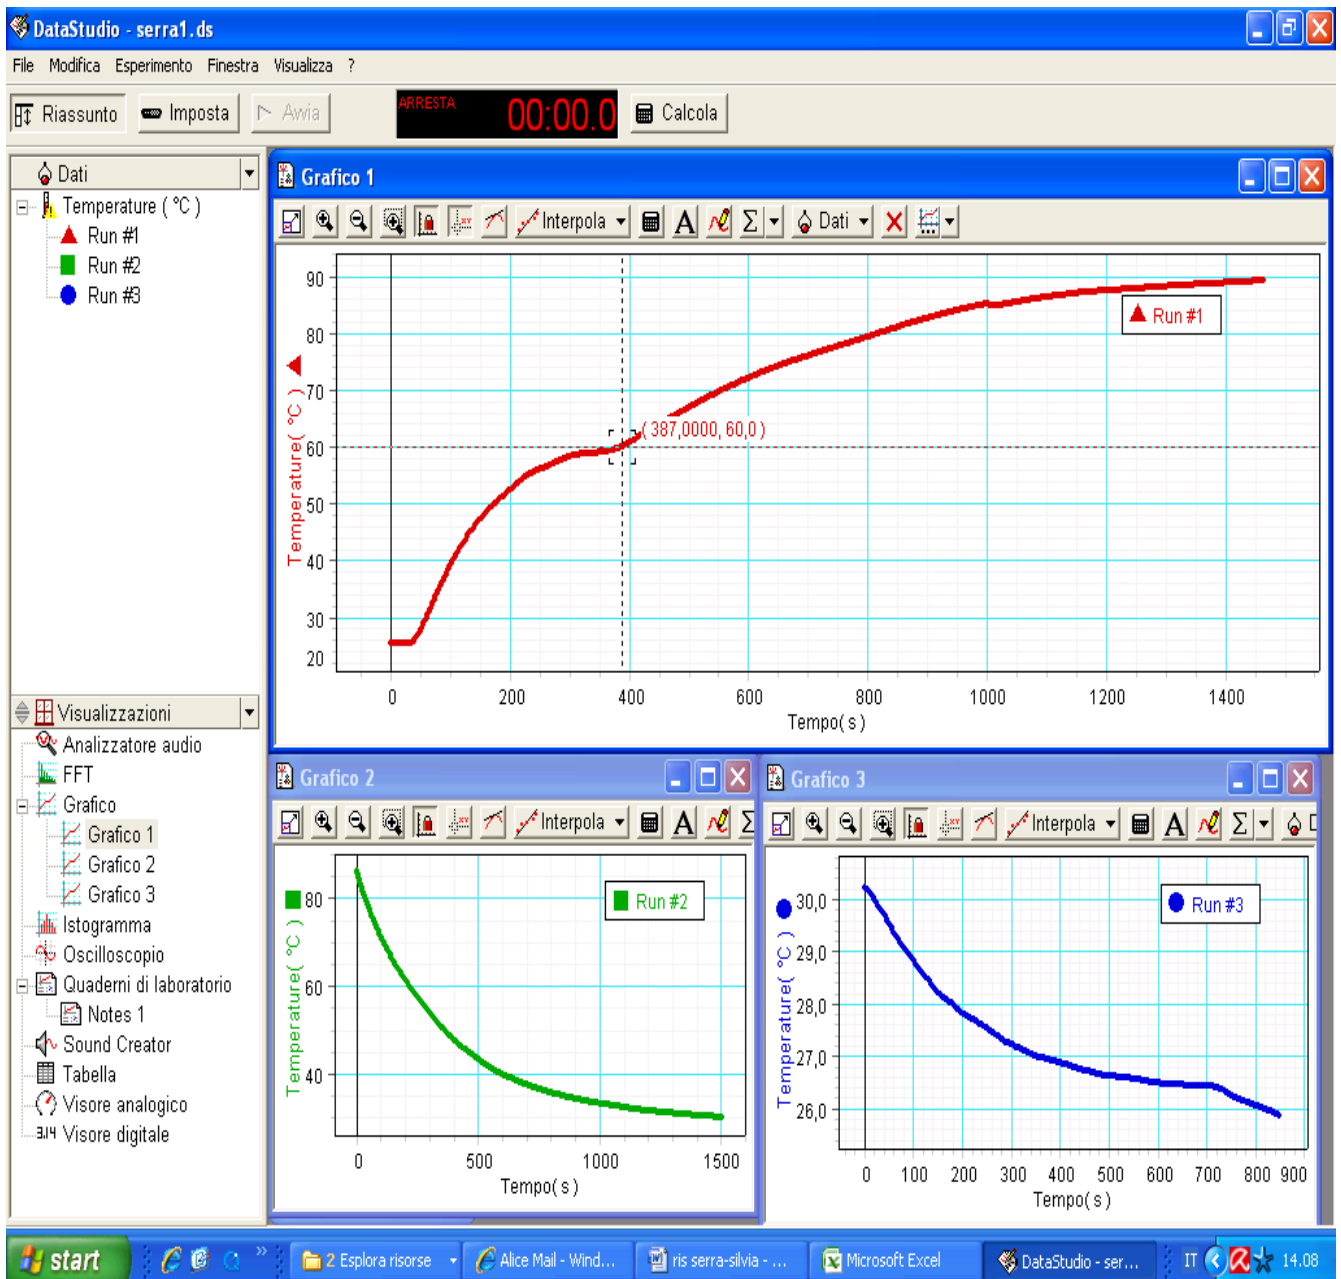 DataStudio - serra1.ds
File Modifica Esperimento Finestra Visualizza ?
Riassunto Imposta Avvia ARRESTA 00:00.0 Calcola
Dati
Temperature ( °C )
Run #1
Run #2
Run #3
Visualizzazioni
Analizzatore audio
FFT
Grafico
Grafico 1
Grafico 2
Grafico 3
Istogramma
Oscilloscopio
Quaderni di laboratorio
Notes 1
Sound Creator
Tabella
Visore analogico
3.14 Visore digitale
Grafico 1
Interpola A Σ Dati
90
80
70
60
50
40
30
20
Temperature( °C )
Run #1
( 387,0000, 60,0 )
0 200 400 600 800 1000 1200 1400
Tempo( s )
Grafico 2
Interpola A Σ
80
60
40
Temperature( °C )
Run #2
0 500 1000 1500
Tempo( s )
Grafico 3
Interpola A Σ
30,0
29,0
28,0
27,0
26,0
Temperature( °C )
Run #3
0 100 200 300 400 500 600 700 800 900
Tempo( s )
start » 2 Esplora risorse Alice Mail - Wind... ris serra-silvia - ... Microsoft Excel DataStudio - ser... IT 14.08